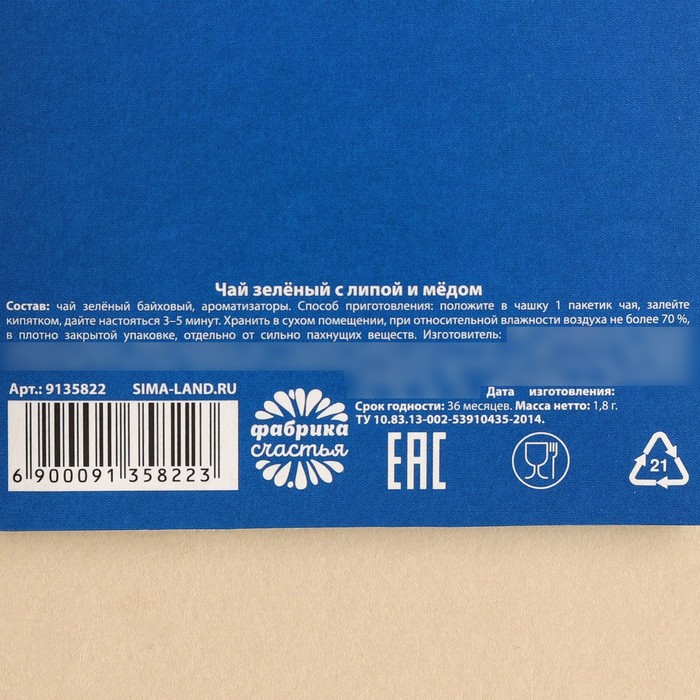 Чай зелёный с липой и мёдом
Состав: чай зелёный байховый, ароматизаторы. Способ приготовления: положите в чашку 1 пакетик чая, залейте
кипятком, дайте настояться 3–5 минут. Хранить в сухом помещении, при относительной влажности воздуха не более 70 %,
в плотно закрытой упаковке, отдельно от сильно пахнущих веществ. Изготовитель:
Дата изготовления:
Срок годности: 36 месяцев. Масса нетто: 1,8 г.
ТУ 10.83.13-002-53910435-2014.
Арт.: 9135822 SIMA-LAND.RU
6 900091 358223
фабрика
счастья
EAC
21